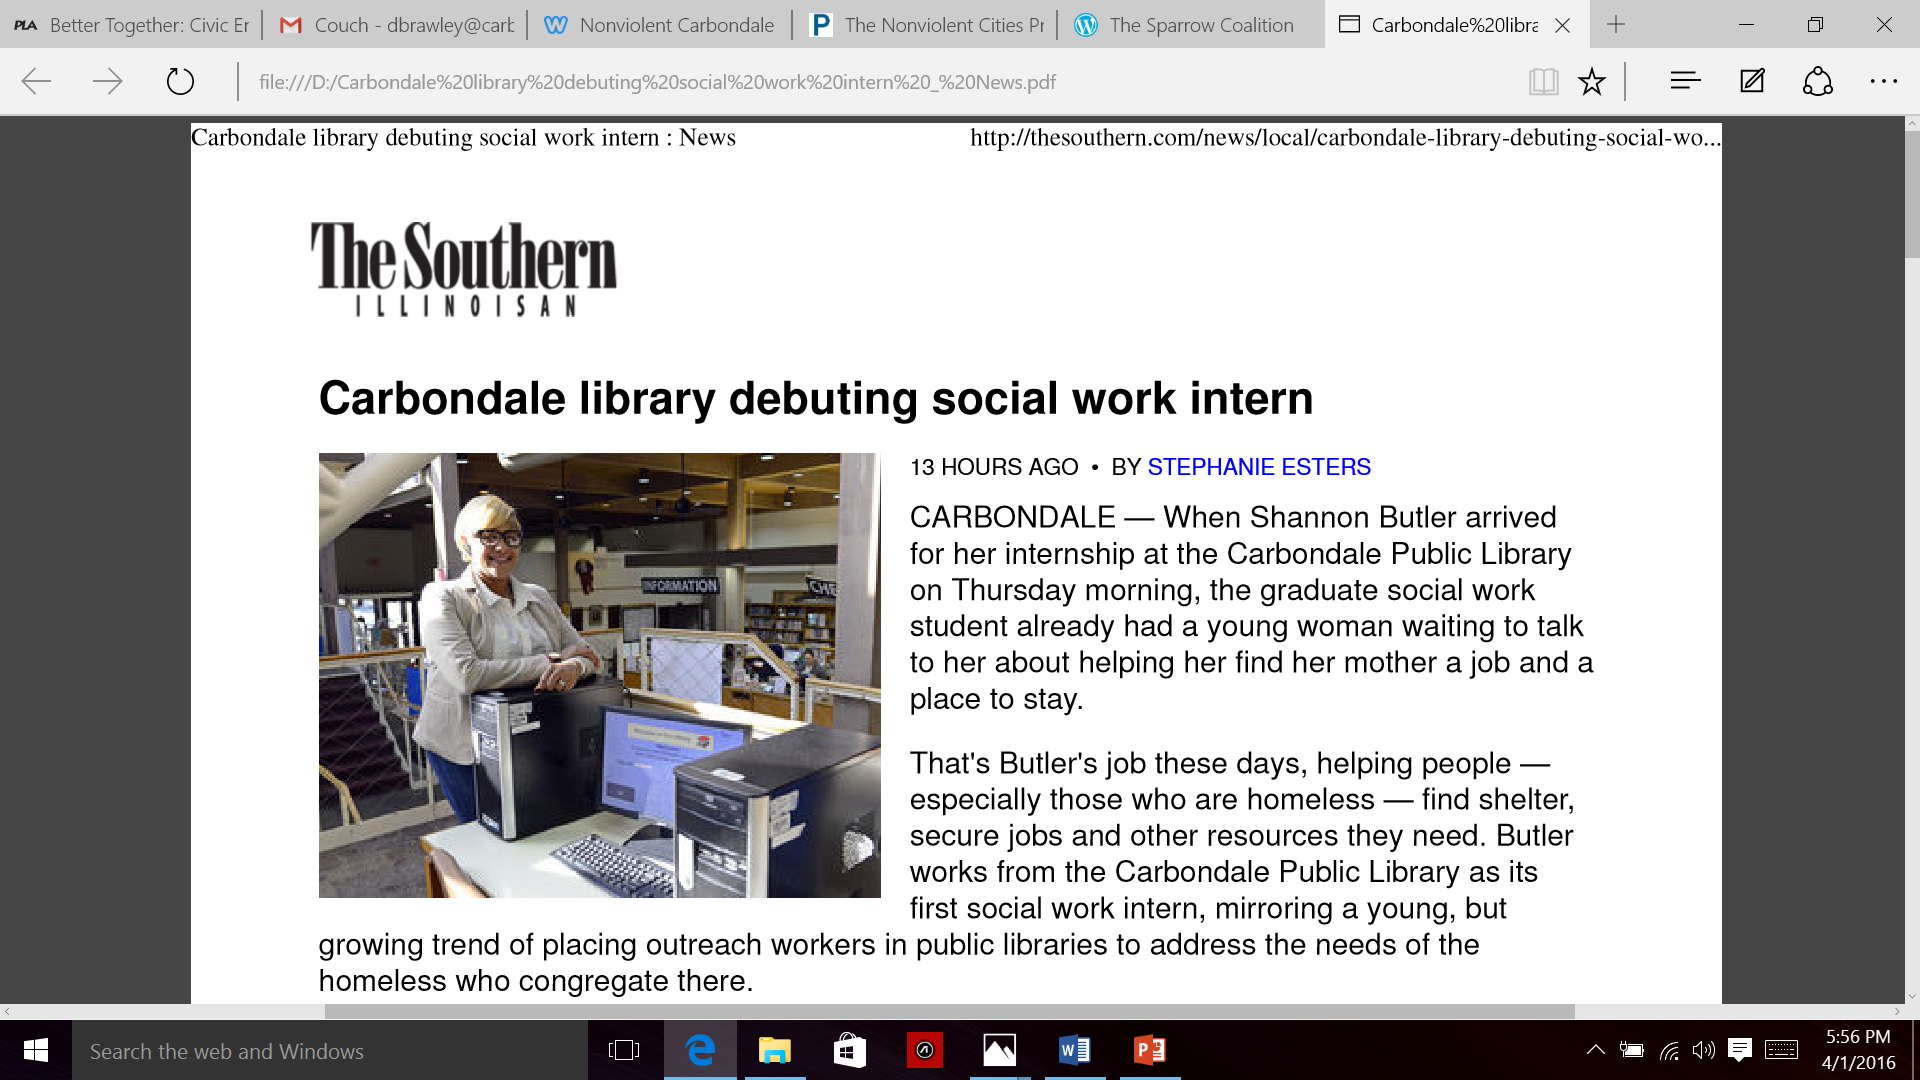 PLA Better Together: Civic Er
Couch - dbrawley@carb
Nonviolent Carbondale
The Nonviolent Cities Pr
The Sparrow Coalition
Carbondale%20libra
file:///D:/Carbondale%20library%20debuting%20social%20work%20intern%20_%20News.pdf
Carbondale library debuting social work intern : News
http://thesouthern.com/news/local/carbondale-library-debuting-social-wo...
The Southern
ILLINOISAN
Carbondale library debuting social work intern
INFORMATION
CHE
13 HOURS AGO • BY STEPHANIE ESTERS
CARBONDALE — When Shannon Butler arrived
for her internship at the Carbondale Public Library
on Thursday morning, the graduate social work
student already had a young woman waiting to talk
to her about helping her find her mother a job and a
place to stay.
That's Butler's job these days, helping people —
especially those who are homeless — find shelter,
secure jobs and other resources they need. Butler
works from the Carbondale Public Library as its
first social work intern, mirroring a young, but
growing trend of placing outreach workers in public libraries to address the needs of the
homeless who congregate there.
Search the web and Windows
5:56 PM
4/1/2016